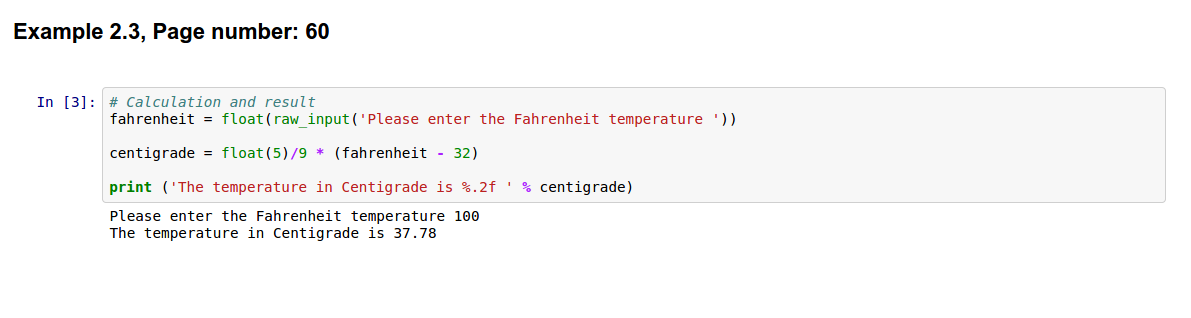 Example 2.3, Page number: 60
In [3]: # Calculation and result
fahrenheit = float(raw_input('Please enter the Fahrenheit temperature '))
centigrade = float(5)/9 * (fahrenheit - 32)
print ('The temperature in Centigrade is %.2f ' % centigrade)
Please enter the Fahrenheit temperature 100
The temperature in Centigrade is 37.78